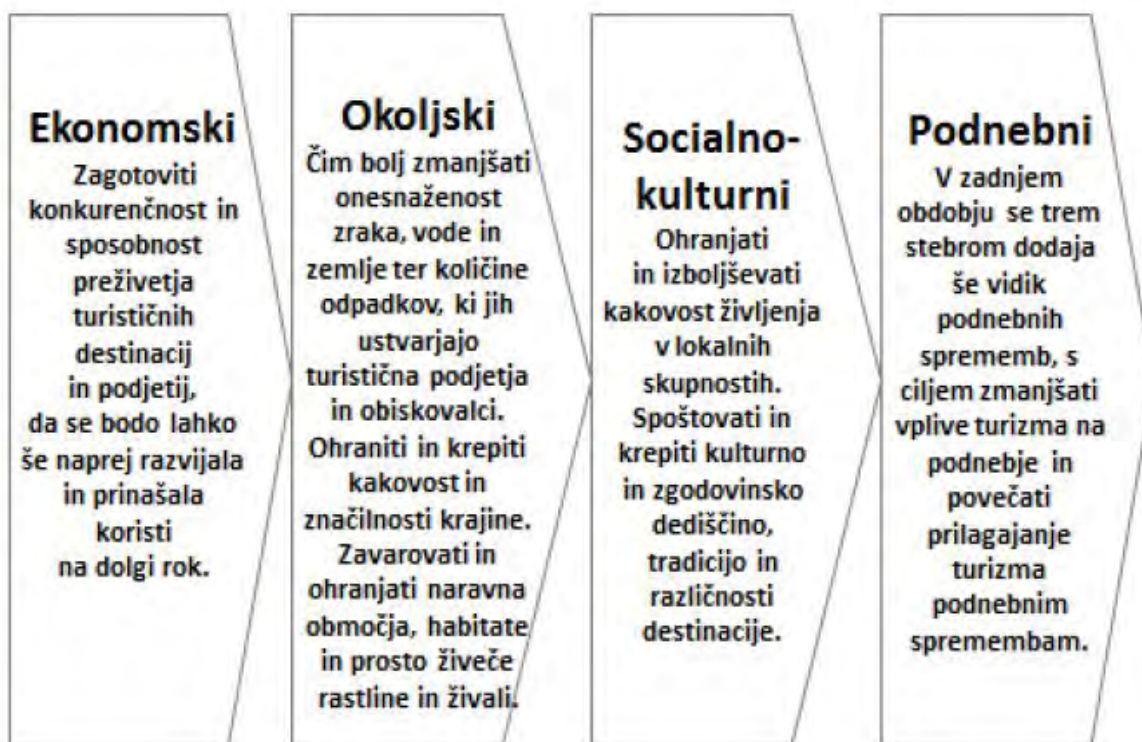 Ekonomski
Zagotoviti
konkurenčnost in
sposobnost
preživetja
turističnih
destinacij
in podjetij,
da se bodo lahko
še naprej razvijala
in prinašala
koristi
na dolgi rok.
Okoljski
Čim bolj zmanjšati
onesnaženost
zraka, vode in
zemlje ter količine
odpadkov, ki jih
ustvarjajo
turistična podjetja
in obiskovalci.
Ohraniti in krepiti
kakovost in
značilnosti krajine.
Zavarovati in
ohranjati naravna
območja, habitate
in prosto živeče
rastline in živali.
Socialno-
kulturni
Ohranjati
in izboljševati
kakovost življenja
v lokalnih
skupnostih.
Spoštovati in
krepiti kulturno
in zgodovinsko
dediščino,
tradicijo in
različnosti
destinacije.
Podnebni
V zadnjem
obdobju se trem
stebrom dodaja
še vidik
podnebnih
sprememb, s
ciljem zmanjšati
vplive turizma na
podnebje in
povečati
prilagajanje
turizma
podnebnim
spremembam.